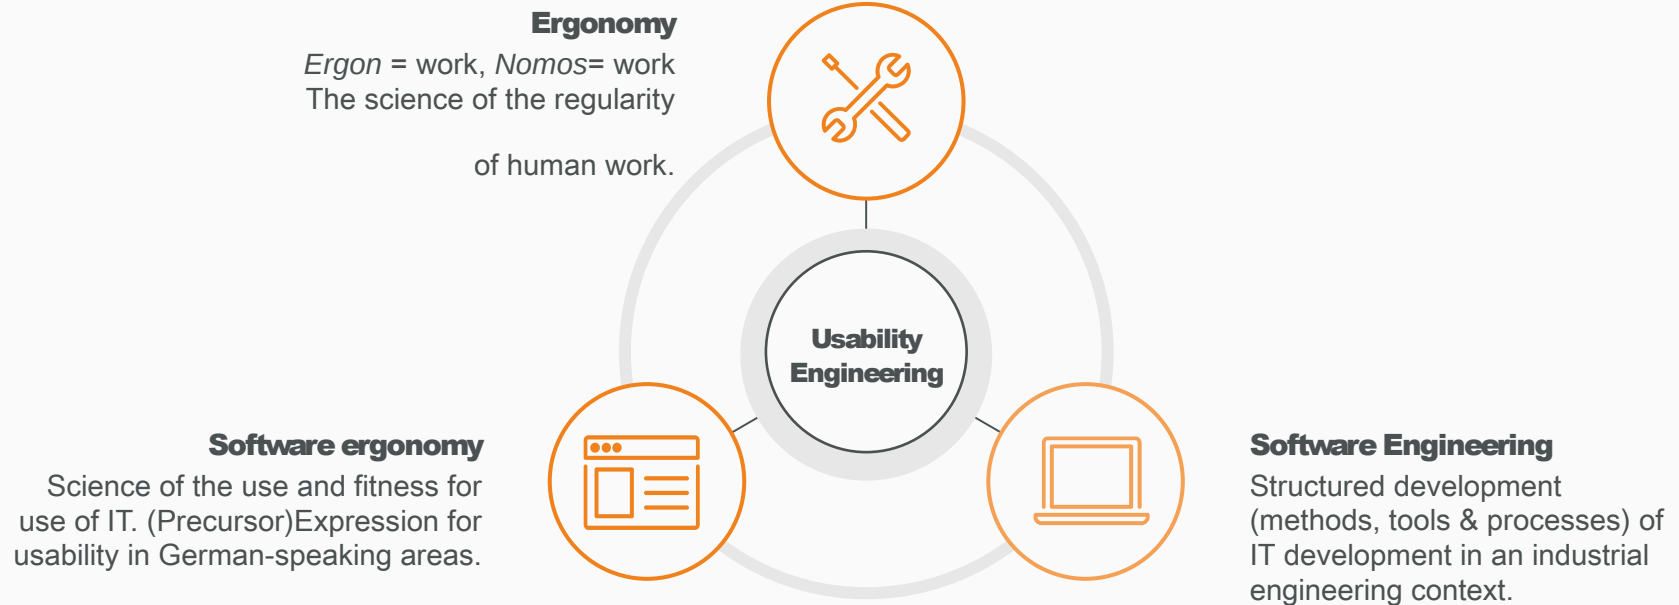 Ergonomy
Ergon = work, Nomos= work
The science of the regularity
of human work.
Usability
Engineering
Software ergonomy
Science of the use and fitness for
use of IT. (Precursor)Expression for
usability in German-speaking areas.
Software Engineering
Structured development
(methods, tools & processes) of
IT development in an industrial
engineering context.